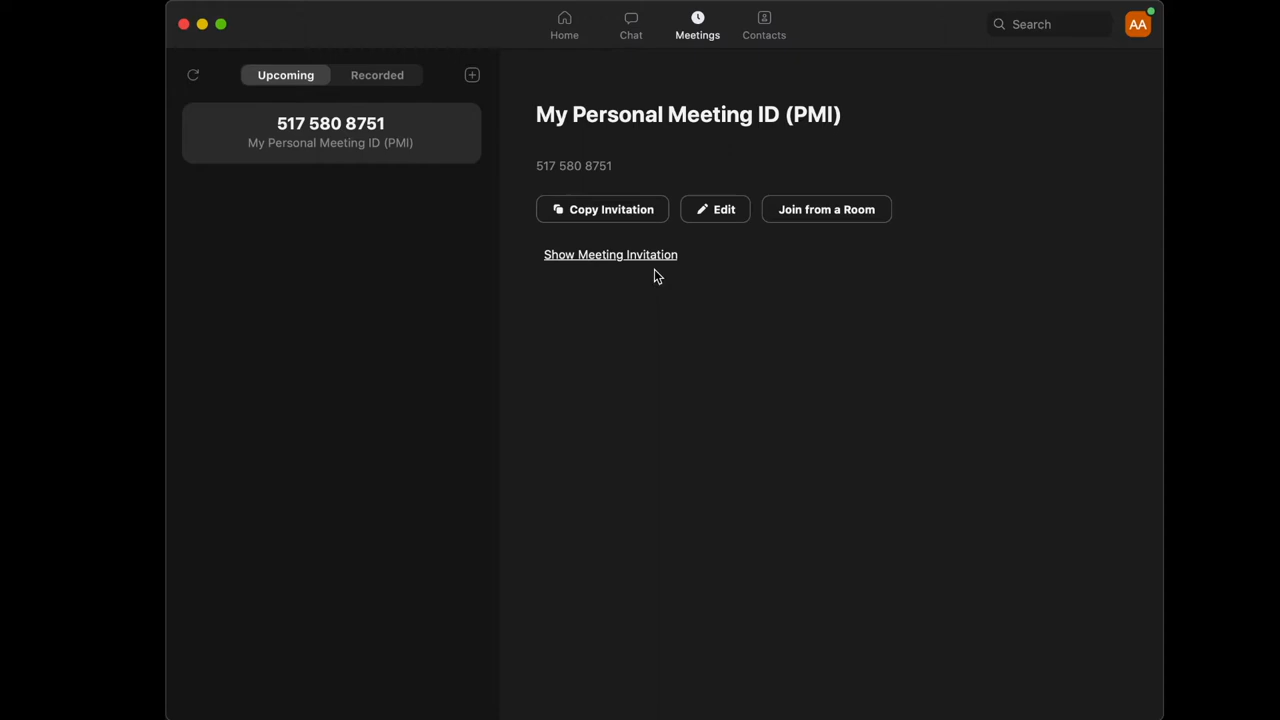 Home
Chat
Meetings
Contacts
Search
AA
Upcoming
Recorded
517 580 8751
My Personal Meeting ID (PMI)
My Personal Meeting ID (PMI)
517 580 8751
Copy Invitation
Edit
Join from a Room
Show Meeting Invitation